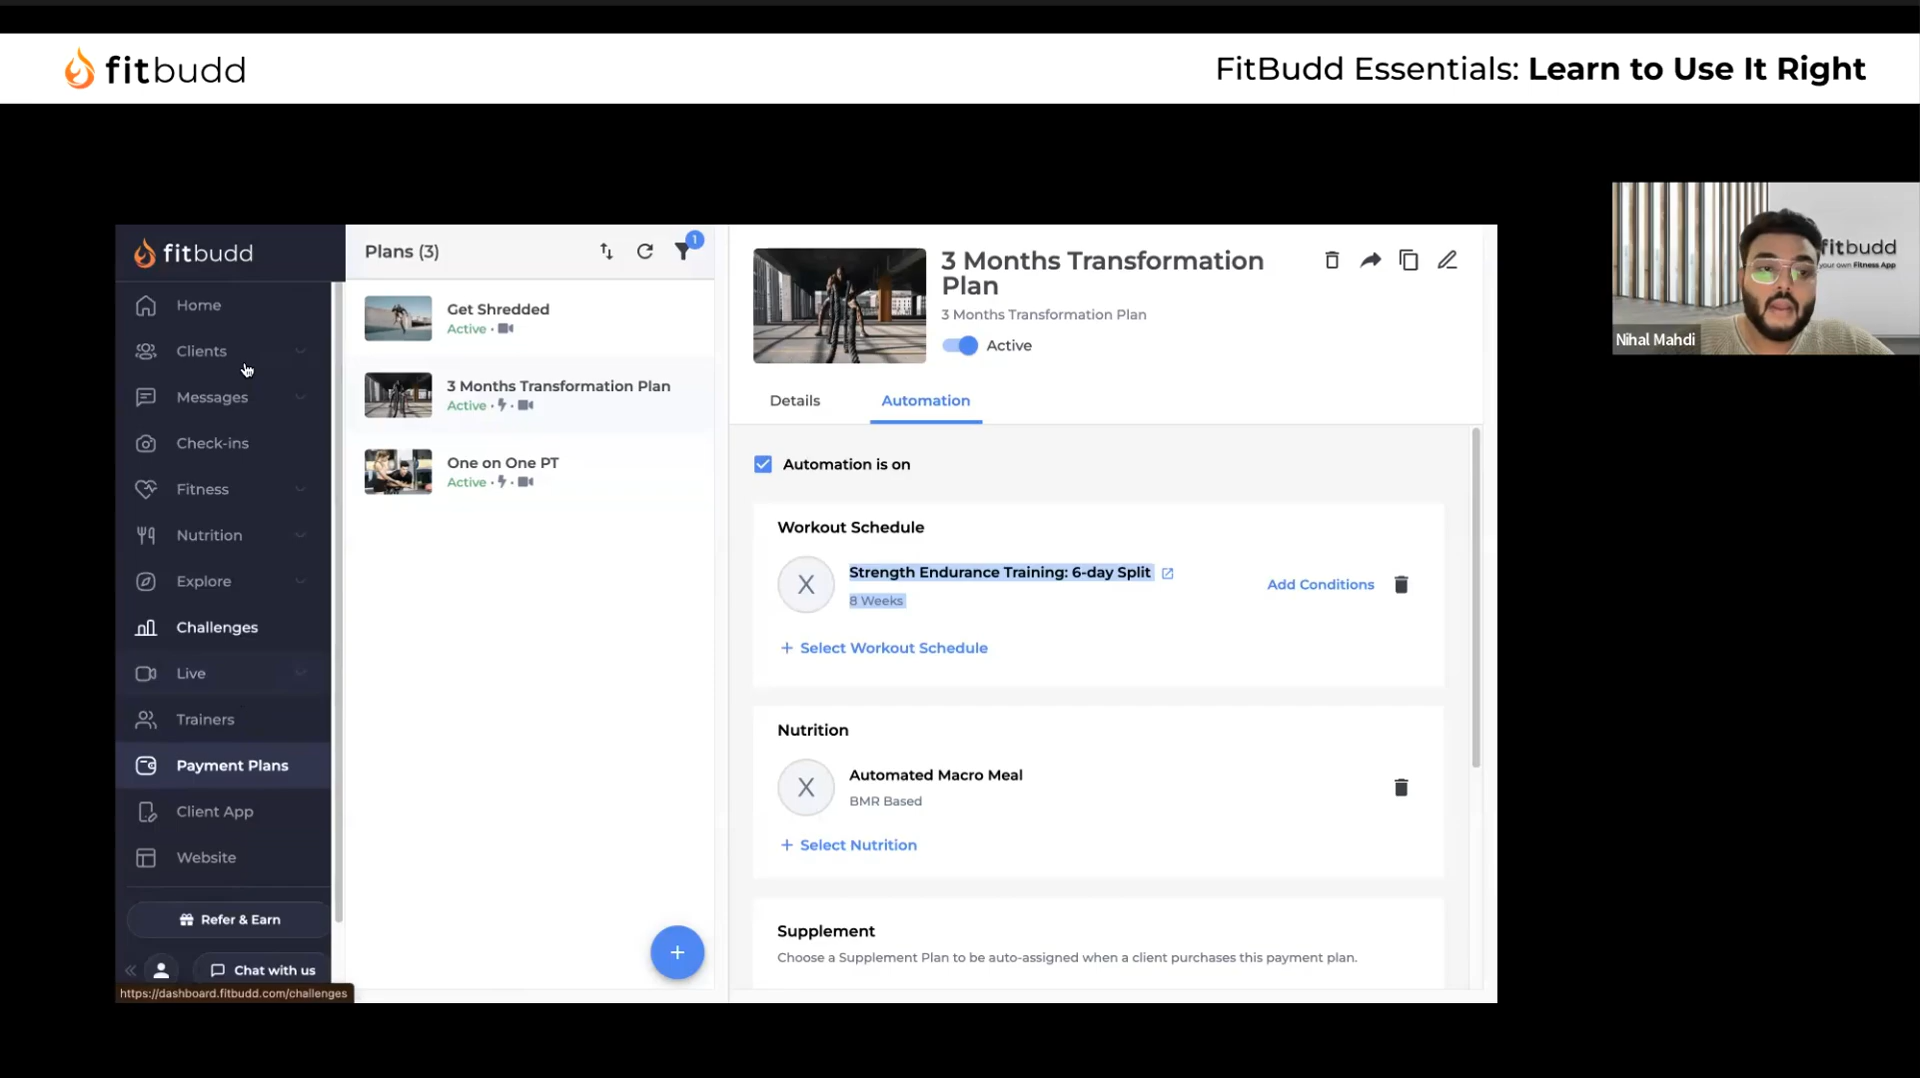 fitbudd
FitBudd Essentials: Learn to Use It Right
fitbudd
Home
Clients
Messages
Check-ins
Fitness
Nutrition
Explore
Challenges
Live
Trainers
Payment Plans
Client App
Website
Refer & Earn
Chat with us
https://dashboard.fitbudd.com/challenges
Plans (3)
1
Get Shredded
Active •
3 Months Transformation Plan
Active • •
One on One PT
Active • •
+
3 Months Transformation
Plan
3 Months Transformation Plan
Active
Details
Automation
Automation is on
Workout Schedule
X
Strength Endurance Training: 6-day Split
8 Weeks
Add Conditions
+ Select Workout Schedule
Nutrition
X
Automated Macro Meal
BMR Based
+ Select Nutrition
Supplement
Choose a Supplement Plan to be auto-assigned when a client purchases this payment plan.
fitbudd
your own Fitness App
Nihal Mahdi